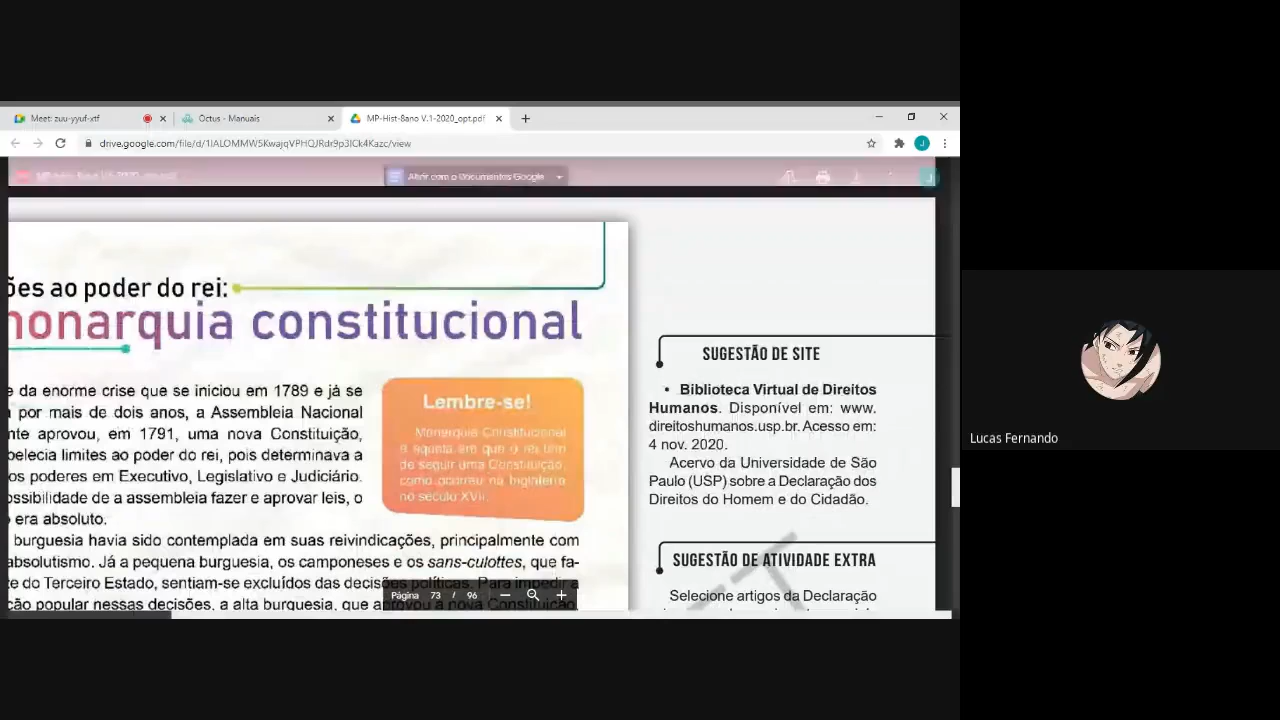 Meet: zuu-yyuf-xtf
Octus - Manuais
MP-Hist-8ano V.1-2020_opt.pdf
drive.google.com/file/d/1IALOMMWSKwajqVPHQJRdr9p3ICk4Kazc/view
Abrir com o Documentos Google
J
ões ao poder do rei:
monarquia constitucional
e da enorme crise que se iniciou em 1789 e já se
por mais de dois anos, a Assembleia Nacional
nte aprovou, em 1791, uma nova Constituição,
belecia limites ao poder do rei, pois determinava a
os poderes em Executivo, Legislativo e Judiciário.
ossibilidade de a assembleia fazer e aprovar leis, o
era absoluto.
Lembre-se!
Monarquia Constitucional
é aquela em que o rei tem
de seguir uma Constituição,
como ocorreu na Inglaterra
no século XVII.
burguesia havia sido contemplada em suas reivindicações, principalmente com
absolutismo. Já a pequena burguesia, os camponeses e os sans-culottes, que fa-
te do Terceiro Estado, sentiam-se excluídos das decisões políticas. Para impedir a
ção popular nessas decisões, a alta burguesia, que aprovou a nova Constituição,
Página 73 / 96
SUGESTÃO DE SITE
• Biblioteca Virtual de Direitos
Humanos. Disponível em: www.
direitoshumanos.usp.br. Acesso em:
4 nov. 2020.
Acervo da Universidade de São
Paulo (USP) sobre a Declaração dos
Direitos do Homem e do Cidadão.
SUGESTÃO DE ATIVIDADE EXTRA
Selecione artigos da Declaração
Lucas Fernando